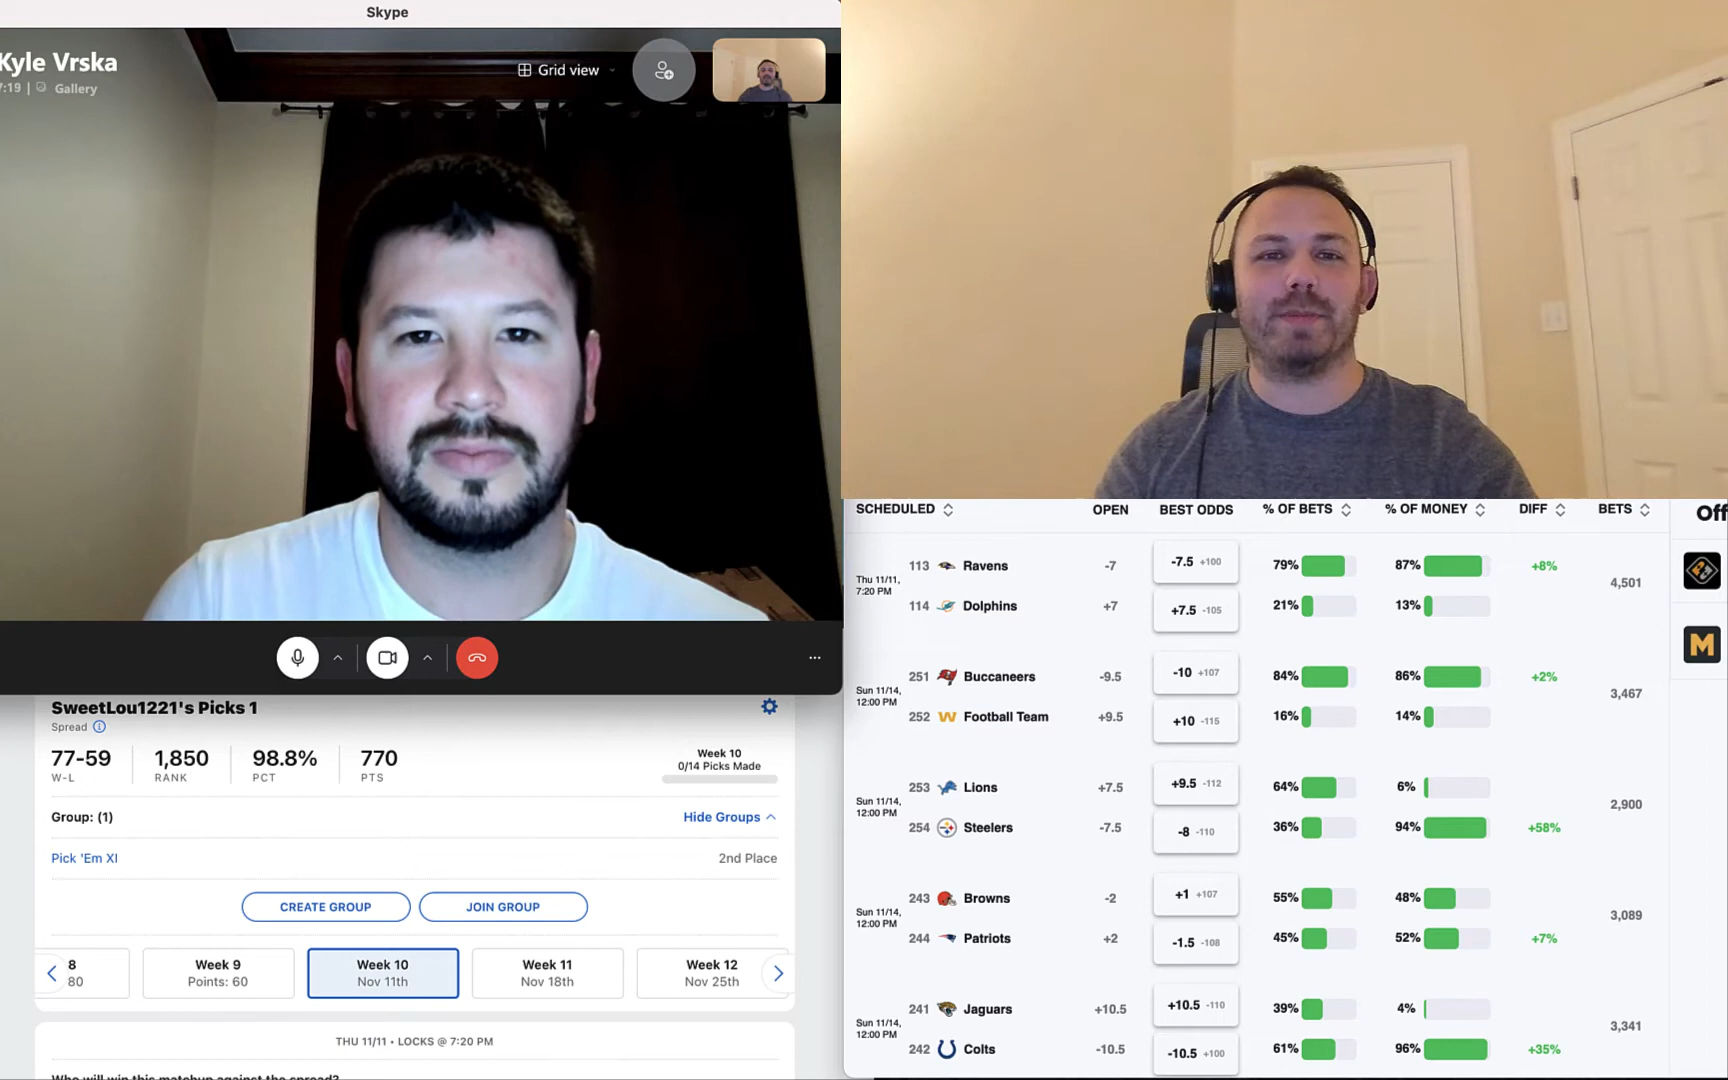 Skype
Kyle Vrska
7:19 | Gallery
Grid view
SweetLou1221's Picks 1
Spread
77-59
W-L
1,850
RANK
98.8%
PCT
770
PTS
Week 10
0/14 Picks Made
Group: (1)
Hide Groups
Pick 'Em XI
2nd Place
CREATE GROUP
JOIN GROUP
8
80
Week 9
Points: 60
Week 10
Nov 11th
Week 11
Nov 18th
Week 12
Nov 25th
THU 11/11 • LOCKS @ 7:20 PM
Who will win this matchup against the spread?
SCHEDULED OPEN BEST ODDS % OF BETS % OF MONEY DIFF BETS
Off
Thu 11/11, 7:20 PM
113 Ravens -7 -7.5 +100 79% 87% +8%
4,501
114 Dolphins +7 +7.5 -105 21% 13%
Sun 11/14, 12:00 PM
251 Buccaneers -9.5 -10 +107 84% 86% +2%
3,467
252 W Football Team +9.5 +10 -115 16% 14%
Sun 11/14, 12:00 PM
253 Lions +7.5 +9.5 -112 64% 6%
2,900
254 Steelers -7.5 -8 -110 36% 94% +58%
Sun 11/14, 12:00 PM
243 Browns -2 +1 +107 55% 48%
3,089
244 Patriots +2 -1.5 -108 45% 52% +7%
Sun 11/14, 12:00 PM
241 Jaguars +10.5 +10.5 -110 39% 4%
3,341
242 Colts -10.5 -10.5 +100 61% 96% +35%
M